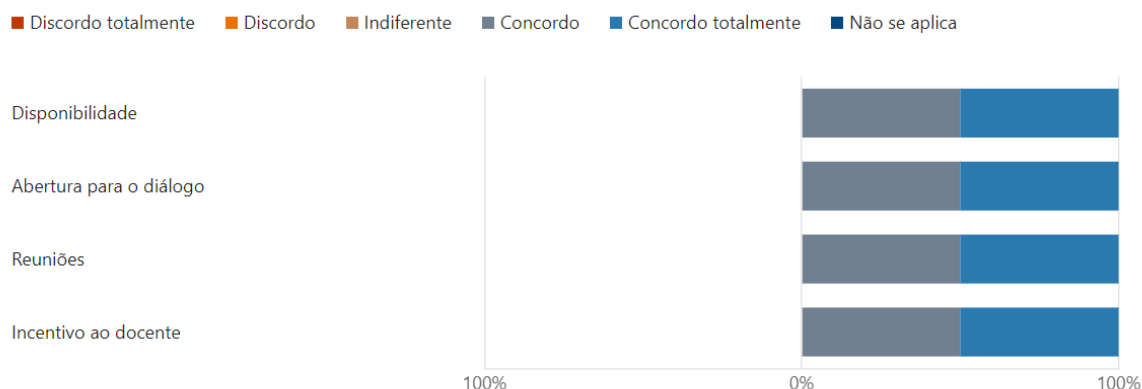 Discordo totalmente Discordo Indiferente Concordo Concordo totalmente Não se aplica
Disponibilidade
Abertura para o diálogo
Reuniões
Incentivo ao docente
100% 0% 100%